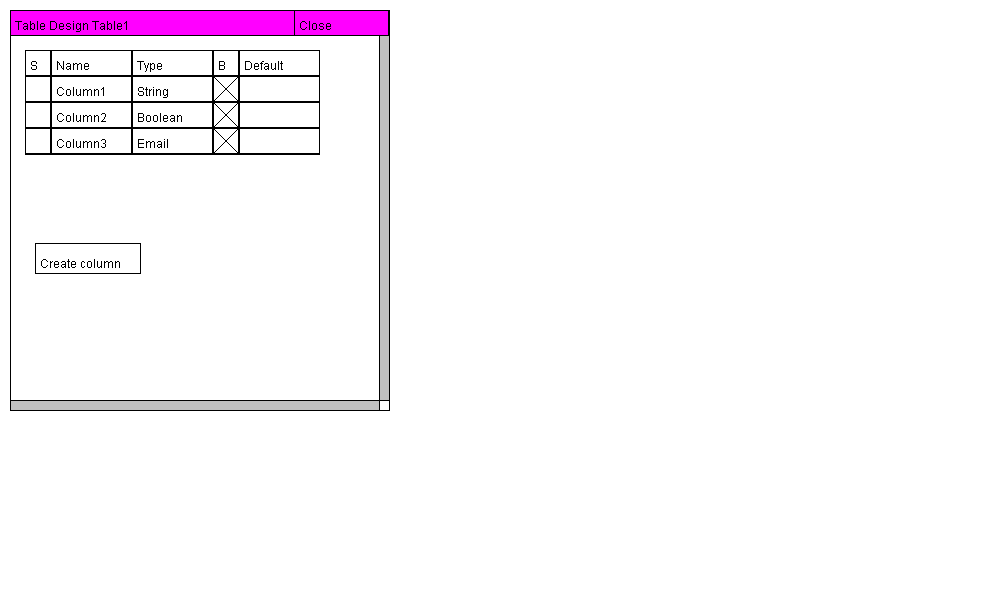 Table Design Table1 Close
S Name Type B Default
Column1 String
Column2 Boolean
Column3 Email
Create column